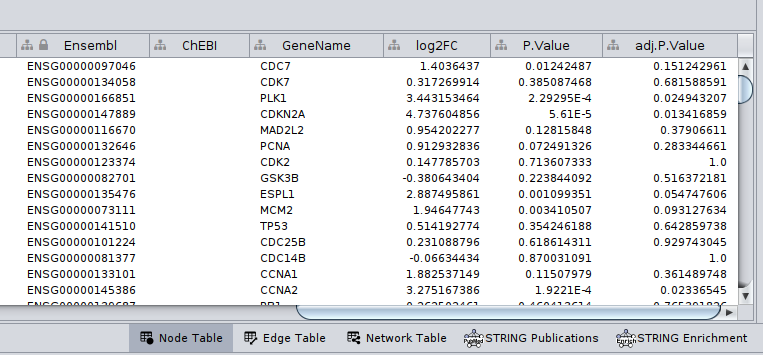 Ensembl ChEBI GeneName log2FC P.Value adj.P.Value
ENSG00000097046 CDC7 1.4036437 0.01242487 0.151242961
ENSG00000134058 CDK7 0.317269914 0.385087468 0.681588591
ENSG00000166851 PLK1 3.443153464 2.29295E-4 0.024943207
ENSG00000147889 CDKN2A 4.737604856 5.61E-5 0.013416859
ENSG00000116670 MAD2L2 0.954202277 0.12815848 0.37906611
ENSG00000132646 PCNA 0.912932836 0.072491326 0.283344661
ENSG00000123374 CDK2 0.147785703 0.713607333 1.0
ENSG00000082701 GSK3B -0.380643404 0.223844092 0.516372181
ENSG00000135476 ESPL1 2.887495861 0.001099351 0.054747606
ENSG00000073111 MCM2 1.94647743 0.003410507 0.093127634
ENSG00000141510 TP53 0.514192774 0.354246188 0.642859738
ENSG00000101224 CDC25B 0.231088796 0.618614311 0.929743045
ENSG00000081377 CDC14B -0.06634434 0.870031091 1.0
ENSG00000133101 CCNA1 1.882537149 0.11507979 0.361489748
ENSG00000145386 CCNA2 3.275167386 1.9221E-4 0.02336545
Node Table Edge Table Network Table STRING Publications STRING Enrichment